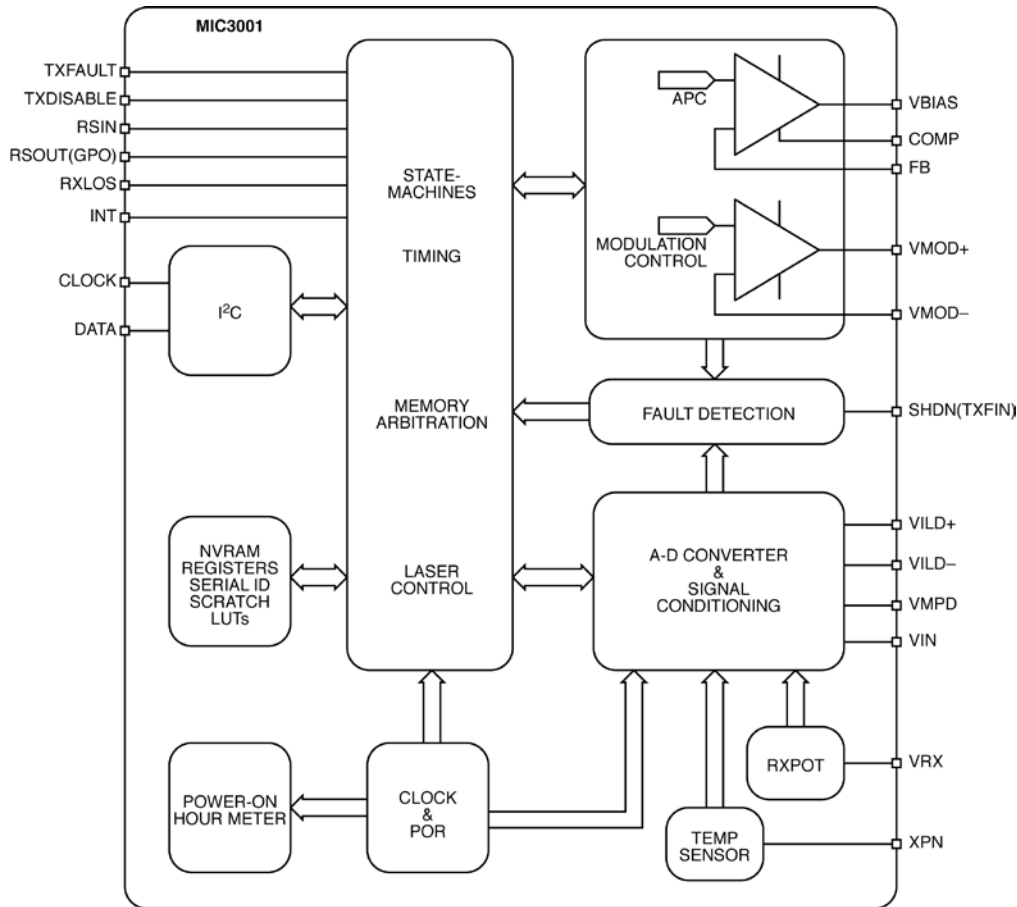 MIC3001
TXFAULT
TXDISABLE
RSIN
RSOUT(GPO)
RXLOS
INT
CLOCK
DATA
I²C
STATE-
MACHINES
TIMING
MEMORY
ARBITRATION
LASER
CONTROL
NVRAM
REGISTERS
SERIAL ID
SCRATCH
LUTs
POWER-ON
HOUR METER
CLOCK
&
POR
APC
MODULATION
CONTROL
FAULT DETECTION
A-D CONVERTER
&
SIGNAL
CONDITIONING
RXPOT
TEMP
SENSOR
VBIAS
COMP
FB
VMOD+
VMOD–
SHDN(TXFIN)
VILD+
VILD–
VMPD
VIN
VRX
XPN